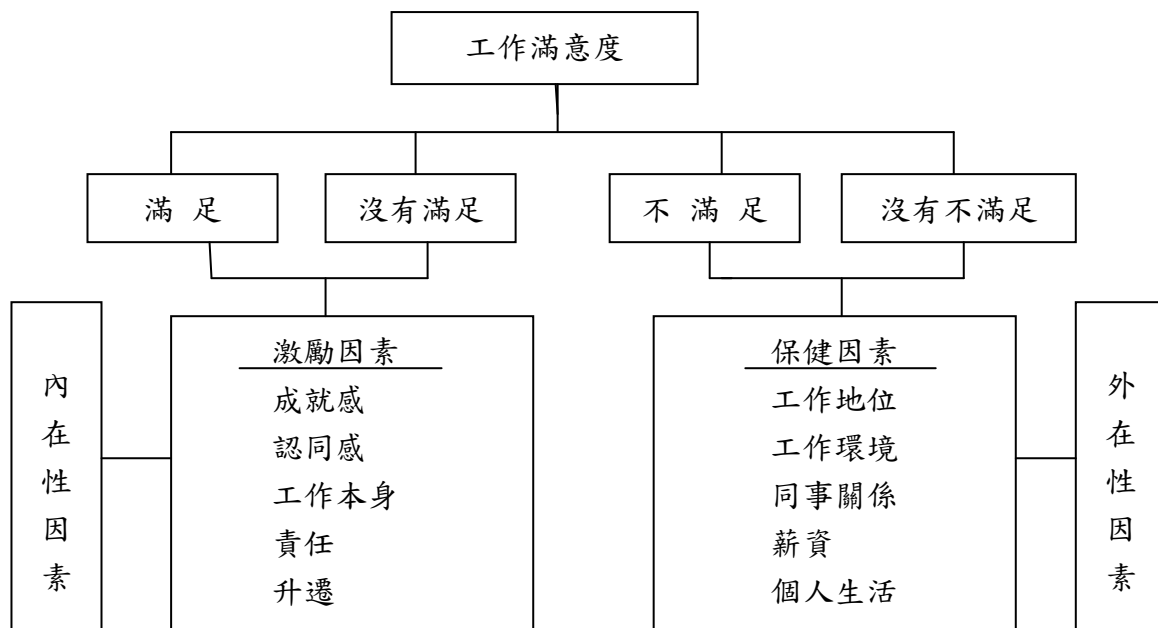 工作滿意度
滿 足
沒有滿足
不 滿 足
沒有不滿足
內在性因素
激勵因素
成就感
認同感
工作本身
責任
升遷
保健因素
工作地位
工作環境
同事關係
薪資
個人生活
外在性因素